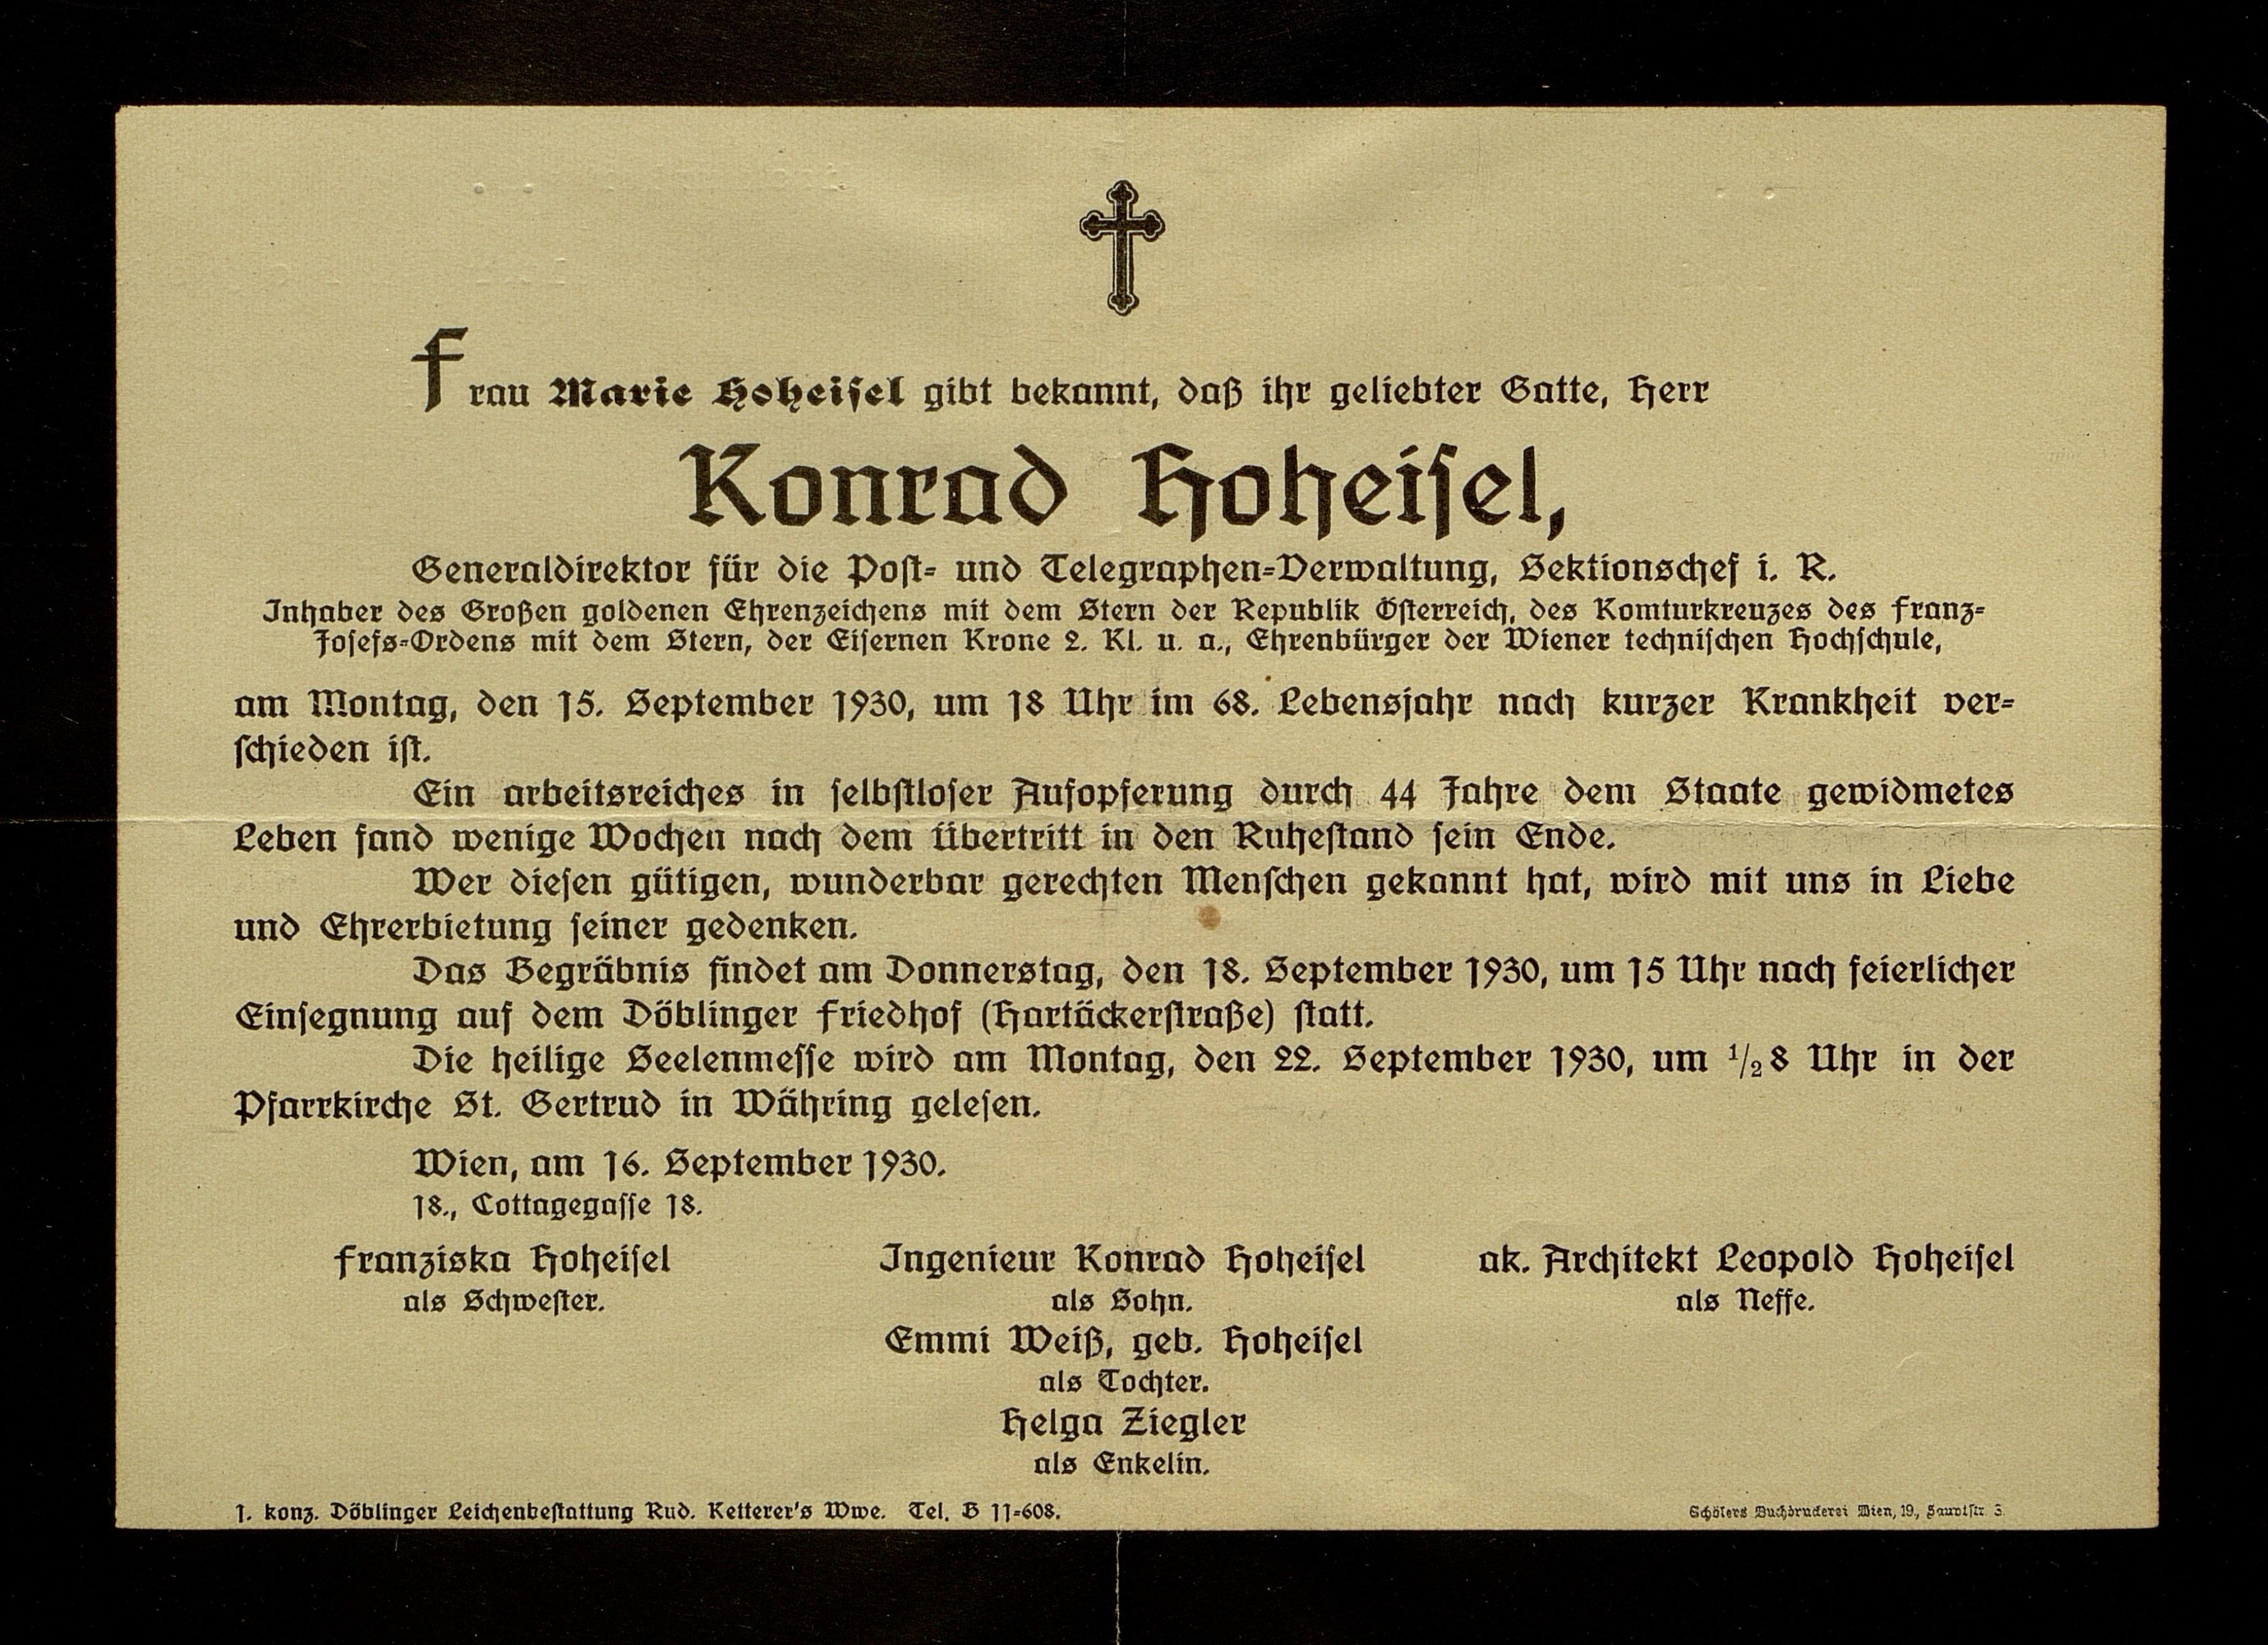 Frau Marie Hoheisel gibt bekannt, daß ihr geliebter Gatte, Herr
Konrad Hoheisel,
Generaldirektor für die Post- und Telegraphen-Verwaltung, Sektionschef i. R.
Inhaber des Großen goldenen Ehrenzeichens mit dem Stern der Republik Österreich, des Komturkreuzes des Franz-
Josefs-Ordens mit dem Stern, der Eisernen Krone 2. Kl. u. a., Ehrenbürger der Wiener technischen Hochschule,
am Montag, den 15. September 1930, um 18 Uhr im 68. Lebensjahr nach kurzer Krankheit ver-
schieden ist.
Ein arbeitsreiches in selbstloser Aufopferung durch 44 Jahre dem Staate gewidmetes
Leben fand wenige Wochen nach dem Übertritt in den Ruhestand sein Ende.
Wer diesen gütigen, wunderbar gerechten Menschen gekannt hat, wird mit uns in Liebe
und Ehrerbietung seiner gedenken.
Das Begräbnis findet am Donnerstag, den 18. September 1930, um 15 Uhr nach feierlicher
Einsegnung auf dem Döblinger Friedhof (Hartäckerstraße) statt.
Die heilige Seelenmesse wird am Montag, den 22. September 1930, um 1/2 8 Uhr in der
Pfarrkirche St. Gertrud in Währing gelesen.
Wien, am 16. September 1930.
18., Cottagegasse 18.
Franziska Hoheisel
als Schwester.
Ingenieur Konrad Hoheisel
als Sohn.
Emmi Weiß, geb. Hoheisel
als Tochter.
Helga Ziegler
als Enkelin.
ak. Architekt Leopold Hoheisel
als Neffe.
1. konz. Döblinger Leichenbestattung Rud. Ketterer's Wwe. Tel. B 11-608.
Schölers Buchdruckerei Wien, 19., Hauptstr. 3